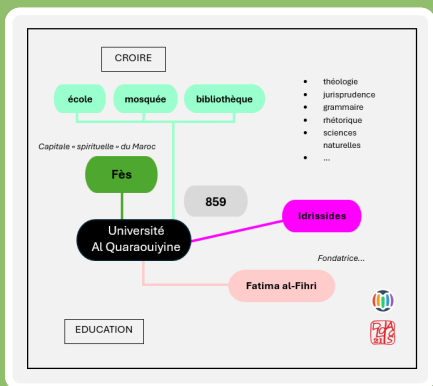 CROIRE
école
mosquée
bibliothèque
• théologie
• jurisprudence
• grammaire
• rhétorique
• sciences
naturelles
• ...
Capitale « spirituelle » du Maroc
Fès
859
Idrissides
Université
Al Quaraouiyine
Fondatrice...
Fatima al-Fihri
EDUCATION